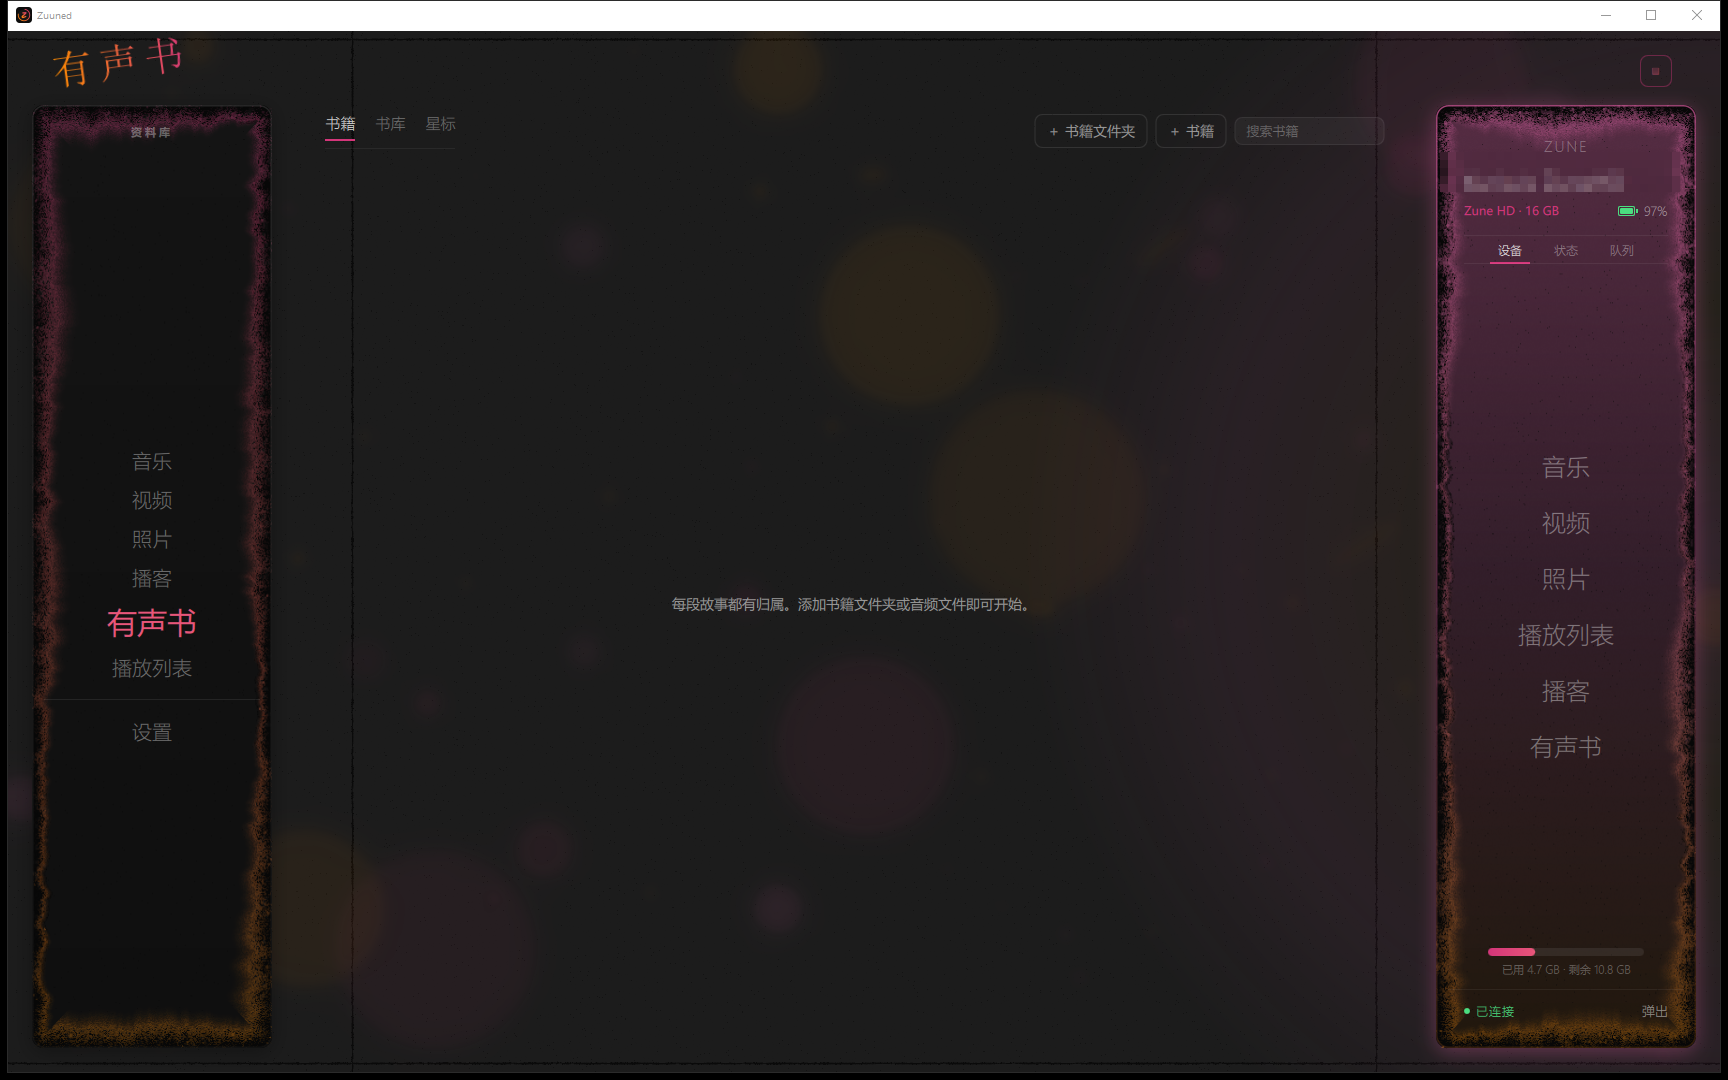 Zuuned
有声书
资料库
音乐
视频
照片
播客
有声书
播放列表
设置
书籍 书库 星标
+ 书籍文件夹 + 书籍 搜索书籍
每段故事都有归属。添加书籍文件夹或音频文件即可开始。
ZUNE
Zune HD · 16 GB 97%
设备 状态 队列
音乐
视频
照片
播放列表
播客
有声书
已用 4.7 GB · 剩余 10.8 GB
已连接 弹出